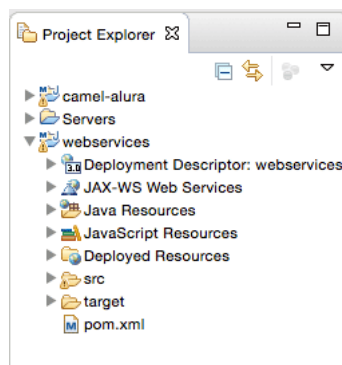 Project Explorer
camel-alura
Servers
webservices
3.0 Deployment Descriptor: webservices
JAX-WS Web Services
Java Resources
JavaScript Resources
Deployed Resources
src
target
M pom.xml